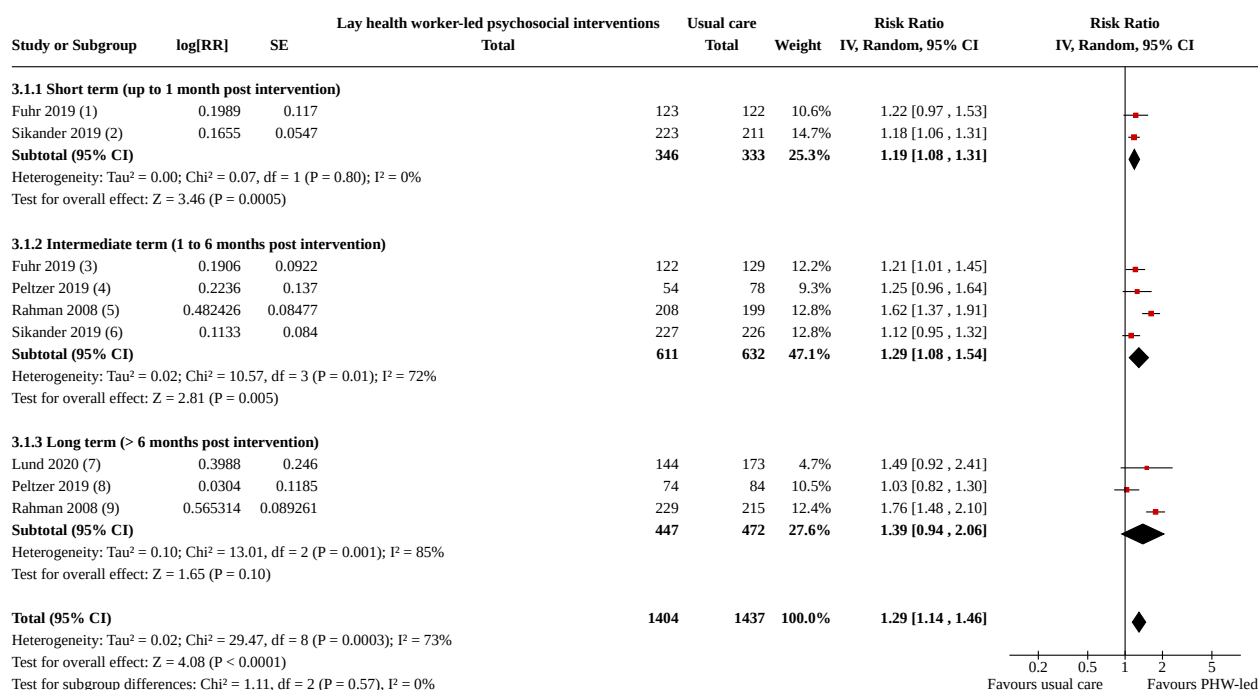 Lay health worker-led psychosocial interventions Usual care Risk Ratio Risk Ratio
Study or Subgroup log[RR] SE Total Total Weight IV, Random, 95% CI IV, Random, 95% CI
3.1.1 Short term (up to 1 month post intervention)
Fuhr 2019 (1) 0.1989 0.117 123 122 10.6% 1.22 [0.97 , 1.53]
Sikander 2019 (2) 0.1655 0.0547 223 211 14.7% 1.18 [1.06 , 1.31]
Subtotal (95% CI) 346 333 25.3% 1.19 [1.08 , 1.31]
Heterogeneity: Tau² = 0.00; Chi² = 0.07, df = 1 (P = 0.80); I² = 0%
Test for overall effect: Z = 3.46 (P = 0.0005)
3.1.2 Intermediate term (1 to 6 months post intervention)
Fuhr 2019 (3) 0.1906 0.0922 122 129 12.2% 1.21 [1.01 , 1.45]
Peltzer 2019 (4) 0.2236 0.137 54 78 9.3% 1.25 [0.96 , 1.64]
Rahman 2008 (5) 0.482426 0.08477 208 199 12.8% 1.62 [1.37 , 1.91]
Sikander 2019 (6) 0.1133 0.084 227 226 12.8% 1.12 [0.95 , 1.32]
Subtotal (95% CI) 611 632 47.1% 1.29 [1.08 , 1.54]
Heterogeneity: Tau² = 0.02; Chi² = 10.57, df = 3 (P = 0.01); I² = 72%
Test for overall effect: Z = 2.81 (P = 0.005)
3.1.3 Long term (> 6 months post intervention)
Lund 2020 (7) 0.3988 0.246 144 173 4.7% 1.49 [0.92 , 2.41]
Peltzer 2019 (8) 0.0304 0.1185 74 84 10.5% 1.03 [0.82 , 1.30]
Rahman 2008 (9) 0.565314 0.089261 229 215 12.4% 1.76 [1.48 , 2.10]
Subtotal (95% CI) 447 472 27.6% 1.39 [0.94 , 2.06]
Heterogeneity: Tau² = 0.10; Chi² = 13.01, df = 2 (P = 0.001); I² = 85%
Test for overall effect: Z = 1.65 (P = 0.10)
Total (95% CI) 1404 1437 100.0% 1.29 [1.14 , 1.46]
Heterogeneity: Tau² = 0.02; Chi² = 29.47, df = 8 (P = 0.0003); I² = 73%
Test for overall effect: Z = 4.08 (P < 0.0001) 0.2 0.5 1 2 5
Test for subgroup differences: Chi² = 1.11, df = 2 (P = 0.57), I² = 0% Favours usual care Favours PHW-led